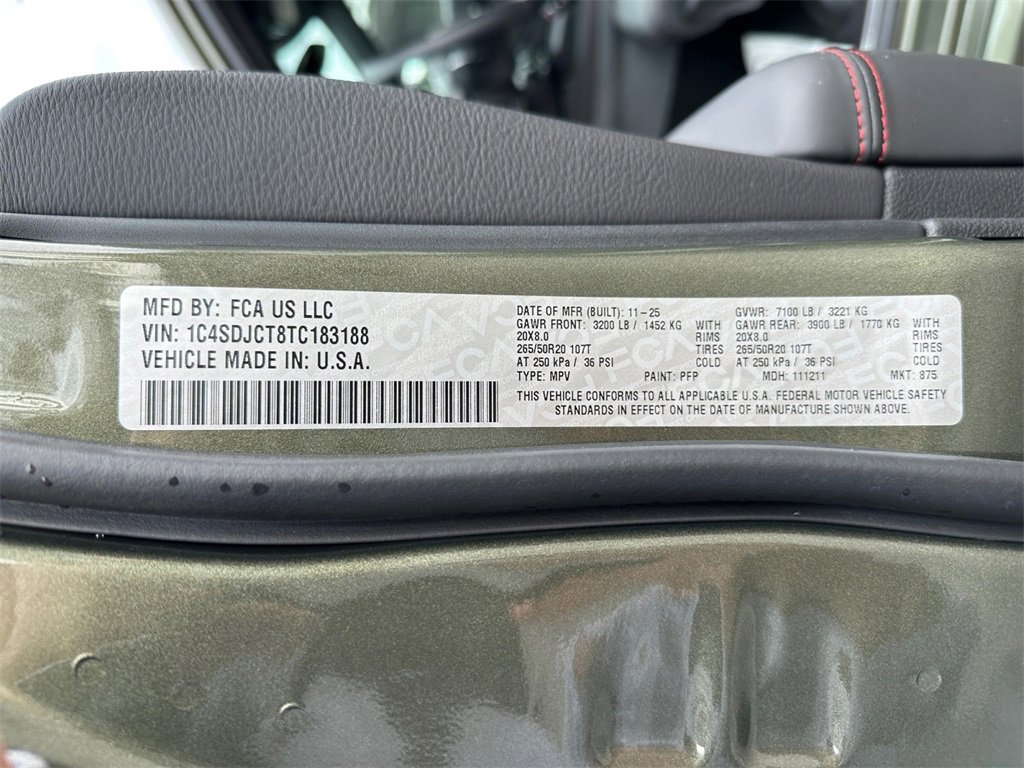 MFD BY: FCA US LLC
VIN: 1C4SDJCT8TC183188
VEHICLE MADE IN: U.S.A.
DATE OF MFR (BUILT): 11-25 GVWR: 7100 LB / 3221 KG
GAWR FRONT: 3200 LB / 1452 KG WITH GAWR REAR: 3900 LB / 1770 KG WITH
20X8.0 RIMS 20X8.0 RIMS
265/50R20 107T TIRES 265/50R20 107T TIRES
AT 250 kPa / 36 PSI COLD AT 250 kPa / 36 PSI COLD
TYPE: MPV PAINT: PFP MDH: 111211 MKT: 875
THIS VEHICLE CONFORMS TO ALL APPLICABLE U.S.A. FEDERAL MOTOR VEHICLE SAFETY
STANDARDS IN EFFECT ON THE DATE OF MANUFACTURE SHOWN ABOVE.